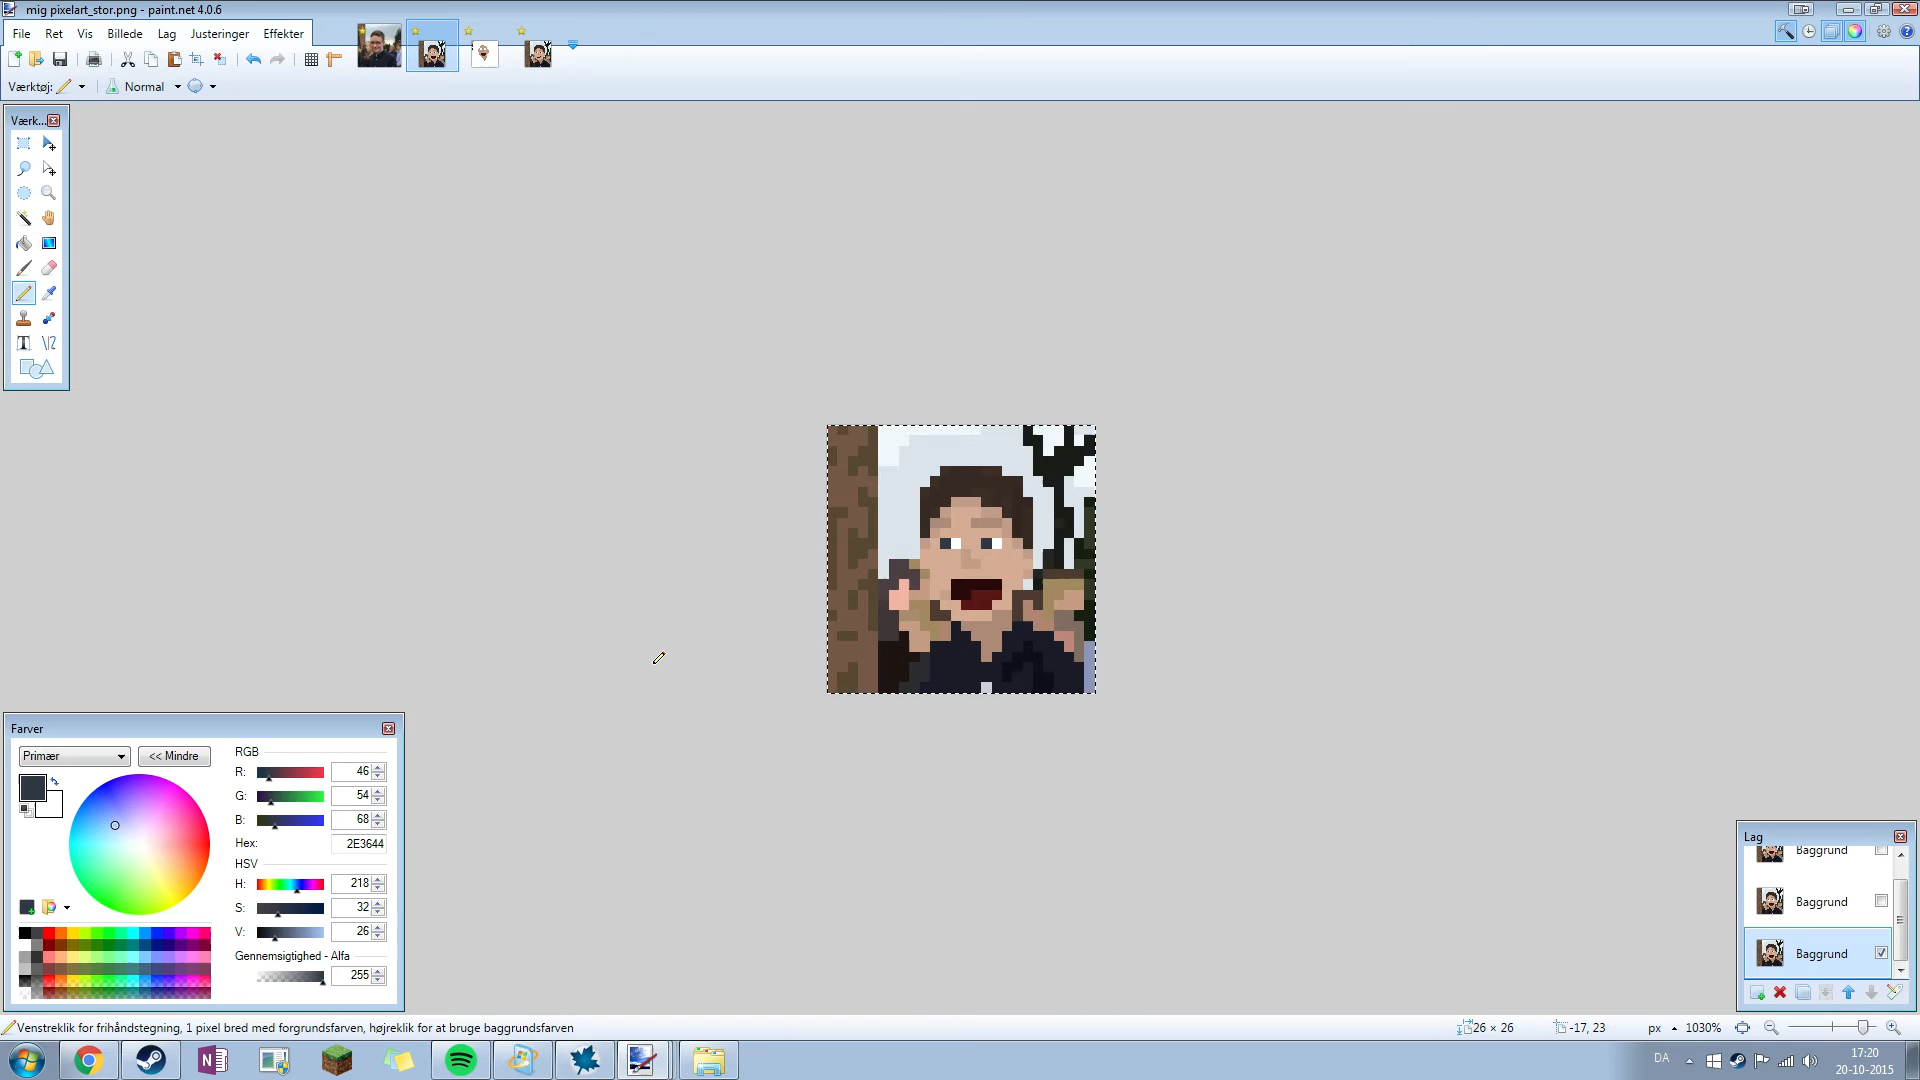 mig pixelart_stor.png - paint.net 4.0.6
File Ret Vis Billede Lag Justeringer Effekter
Værktøj: Normal
Værk...
Farver
Primær << Mindre
RGB
R: 46
G: 54
B: 68
Hex: 2E3644
HSV
H: 218
S: 32
V: 26
Gennemsigtighed - Alfa
255
Lag
Baggrund
Baggrund
Baggrund
Venstreklik for frihåndstegning, 1 pixel bred med forgrundsfarven, højreklik for at bruge baggrundsfarven
26 × 26
-17, 23
px
1030%
DA
17:20
20-10-2015